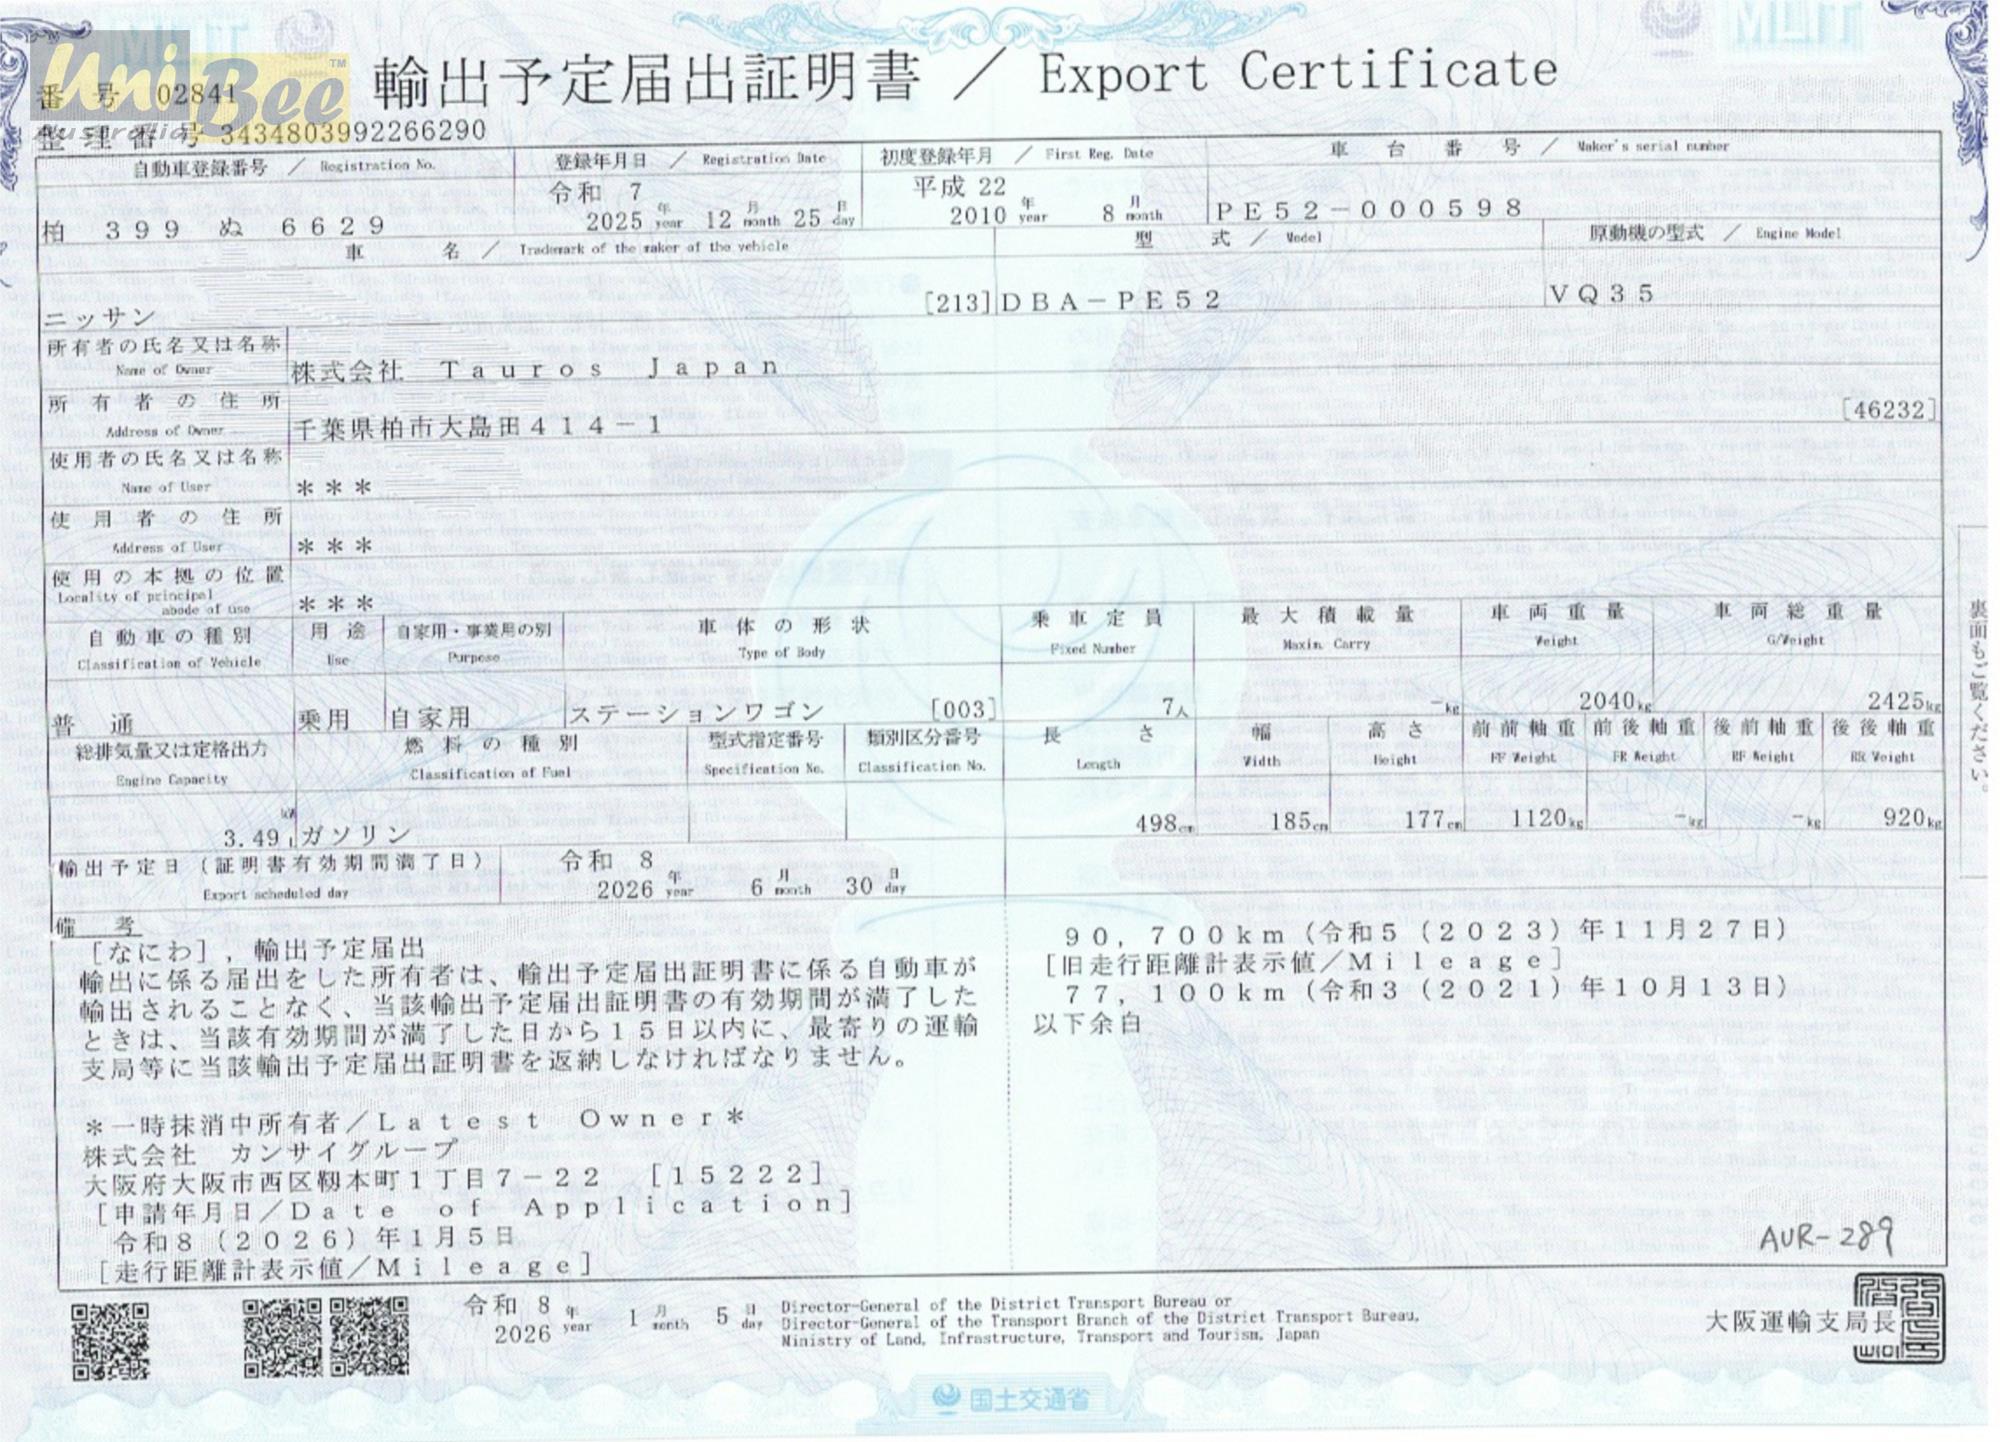 UniBee™
Australia
輸出予定届出証明書 / Export Certificate
番号 02841
整理番号 3434803992266290
自動車登録番号 / Registration No.
登録年月日 / Registration Date
初度登録年月 / First Reg. Date
車台番号 / Maker's serial number
柏 399 ぬ 6629
令和 7
2025 年 year 12 月 month 25 日 day
平成 22
2010 年 year 8 月 month
PE52-000598
車名 / Trademark of the maker of the vehicle
型式 / Model
原動機の型式 / Engine Model
ニッサン [213]
DBA-PE52
VQ35
所有者の氏名又は名称
Name of Owner
株式会社 Tauros Japan
所有者の住所
Address of Owner
千葉県柏市大島田414-1 [46232]
使用者の氏名又は名称
Name of User
***
使用者の住所
Address of User
***
使用の本拠の位置
Locality of principal abode of use
***
自動車の種別 Classification of Vehicle
用途 Use
自家用・事業用の別 Purpose
車体の形状 Type of Body
乗車定員 Fixed Number
最大積載量 Maxim. Carry
車両重量 Weight
車両総重量 G/Weight
普通
乗用
自家用
ステーションワゴン [003]
7人
-kg
2040kg
2425kg
総排気量又は定格出力 Engine Capacity
燃料の種別 Classification of Fuel
型式指定番号 Specification No.
類別区分番号 Classification No.
長さ Length
幅 Width
高さ Height
前前軸重 FF Weight
前後軸重 FR Weight
後前軸重 RF Weight
後後軸重 RR Weight
kW
3.49 l
ガソリン
498cm
185cm
177cm
1120kg
-kg
-kg
920kg
輸出予定日(証明書有効期間満了日)
Export scheduled day
令和 8
2026 年 year 6 月 month 30 日 day
備考
[なにわ],輸出予定届出
輸出に係る届出をした所有者は、輸出予定届出証明書に係る自動車が
輸出されることなく、当該輸出予定届出証明書の有効期間が満了した
ときは、当該有効期間が満了した日から15日以内に、最寄りの運輸
支局等に当該輸出予定届出証明書を返納しなければなりません。
*一時抹消中所有者/Latest Owner*
株式会社 カンサイグループ
大阪府大阪市西区靱本町1丁目7-22 [15222]
[申請年月日/Date of Application]
令和8(2026)年1月5日
[走行距離計表示値/Mileage]
90,700km(令和5(2023)年11月27日)
[旧走行距離計表示値/Mileage]
77,100km(令和3(2021)年10月13日)
以下余白
裏面もご覧ください。
AUR-289
令和 8
2026 年 year 1 月 month 5 日 day
Director-General of the District Transport Bureau or
Director-General of the Transport Branch of the District Transport Bureau,
Ministry of Land, Infrastructure, Transport and Tourism, Japan
大阪運輸支局長
国土交通省